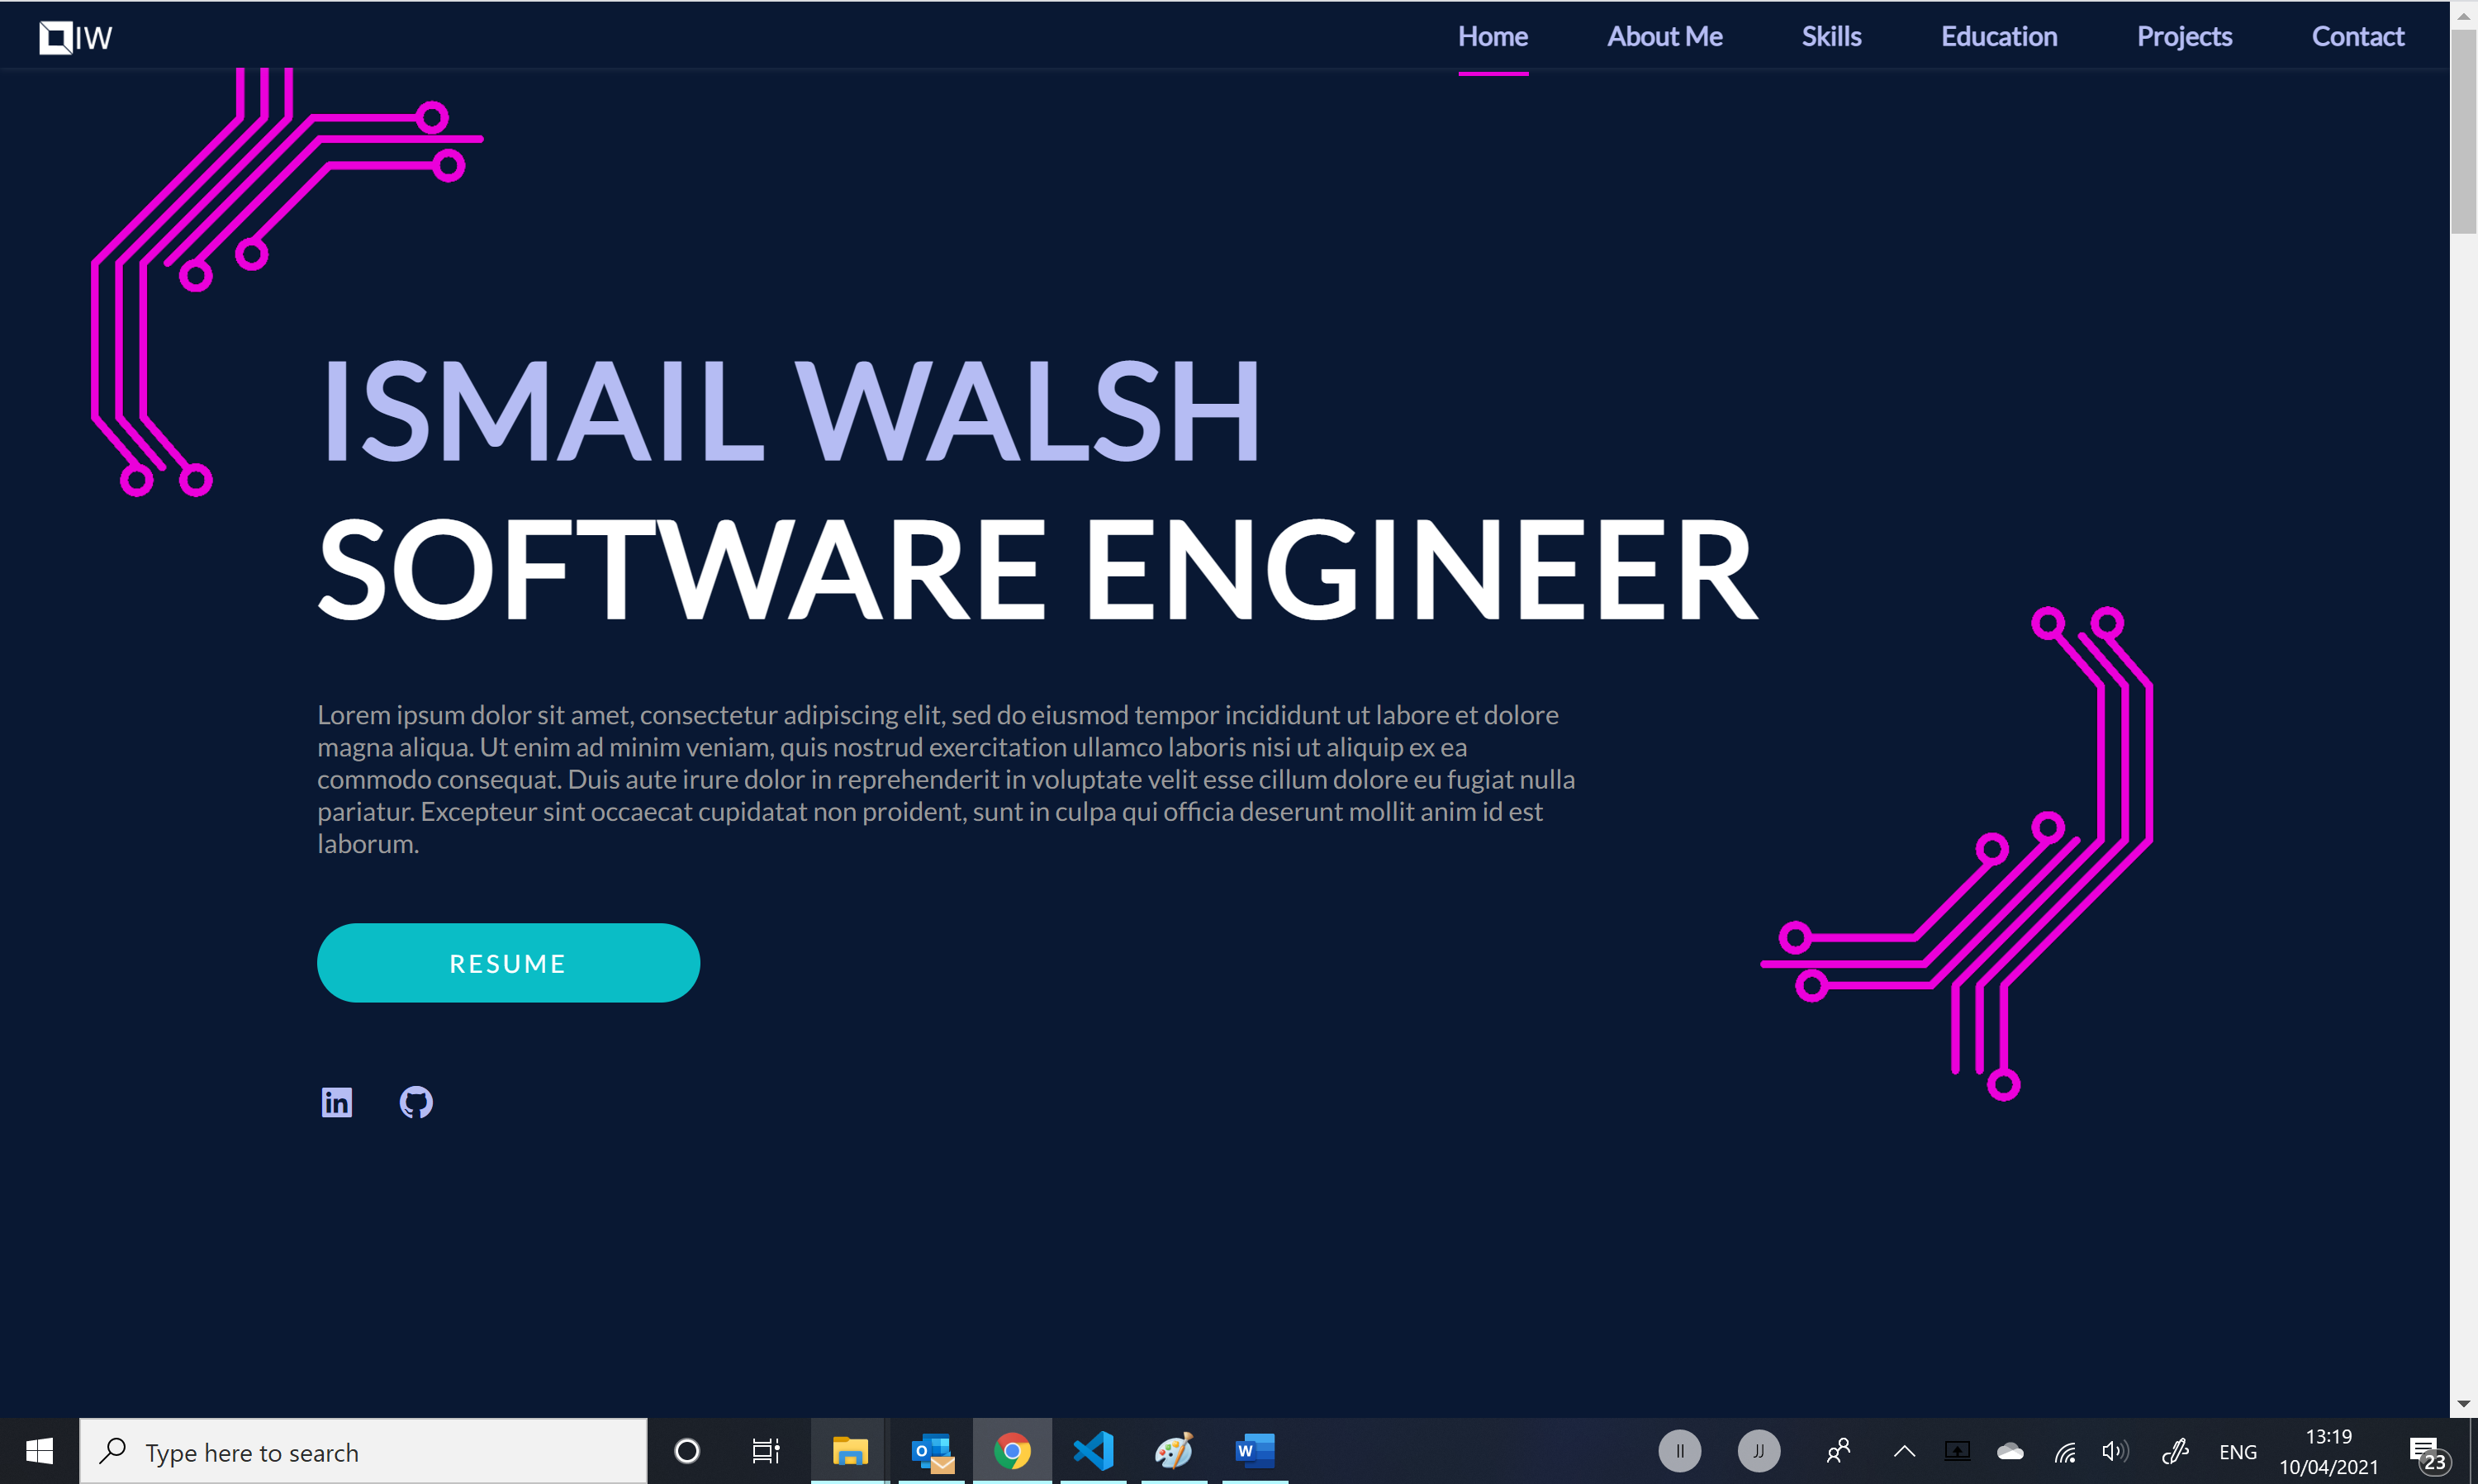 IW
Home About Me Skills Education Projects Contact
ISMAIL WALSH
SOFTWARE ENGINEER
Lorem ipsum dolor sit amet, consectetur adipiscing elit, sed do eiusmod tempor incididunt ut labore et dolore
magna aliqua. Ut enim ad minim veniam, quis nostrud exercitation ullamco laboris nisi ut aliquip ex ea
commodo consequat. Duis aute irure dolor in reprehenderit in voluptate velit esse cillum dolore eu fugiat nulla
pariatur. Excepteur sint occaecat cupidatat non proident, sunt in culpa qui officia deserunt mollit anim id est
laborum.
RESUME
in
Type here to search
O
W
II
JJ
ENG
13:19
10/04/2021
23